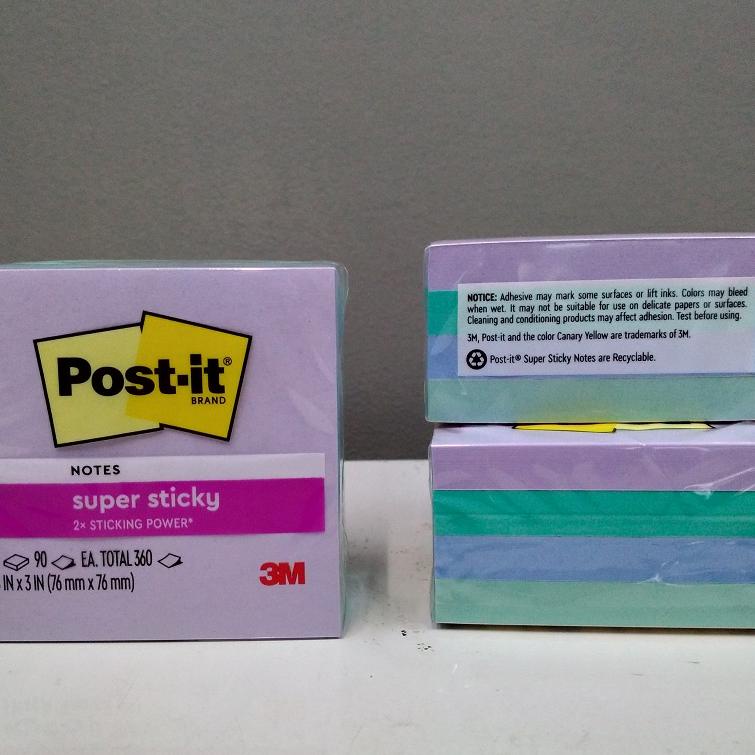 Post-it®
BRAND
NOTES
super sticky
2x STICKING POWER*
90 EA. TOTAL 360
IN x 3 IN (76 mm x 76 mm)
3M
NOTICE: Adhesive may mark some surfaces or lift inks. Colors may bleed
when wet. It may not be suitable for use on delicate papers or surfaces.
Cleaning and conditioning products may affect adhesion. Test before using.
3M, Post-it and the color Canary Yellow are trademarks of 3M.
Post-it® Super Sticky Notes are Recyclable.